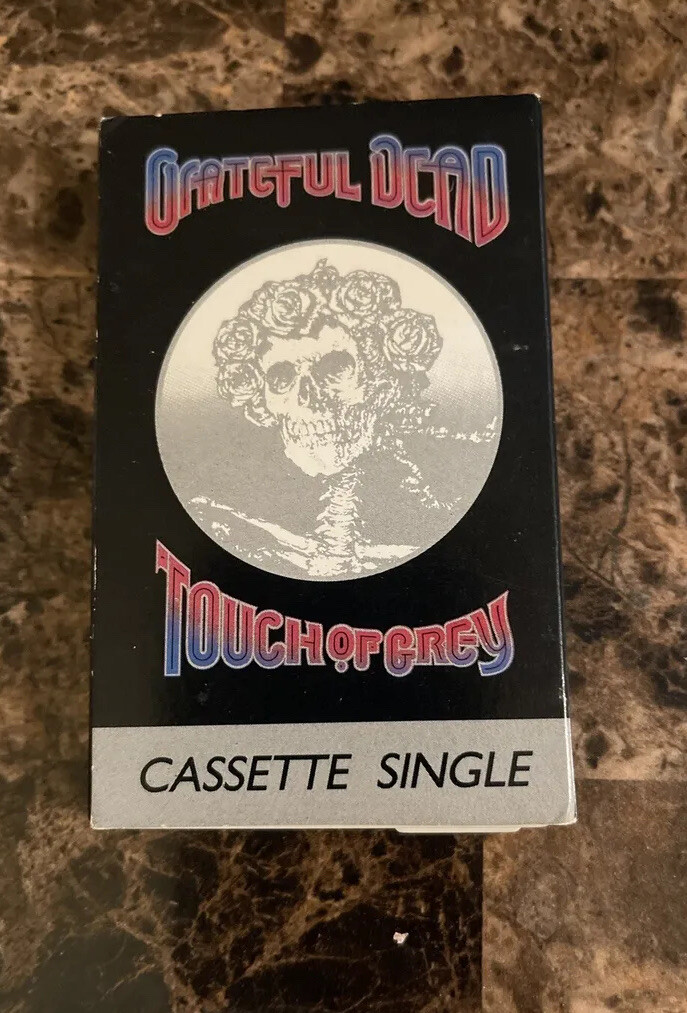 GRATEFUL DEAD
TOUCH OF GREY
CASSETTE SINGLE